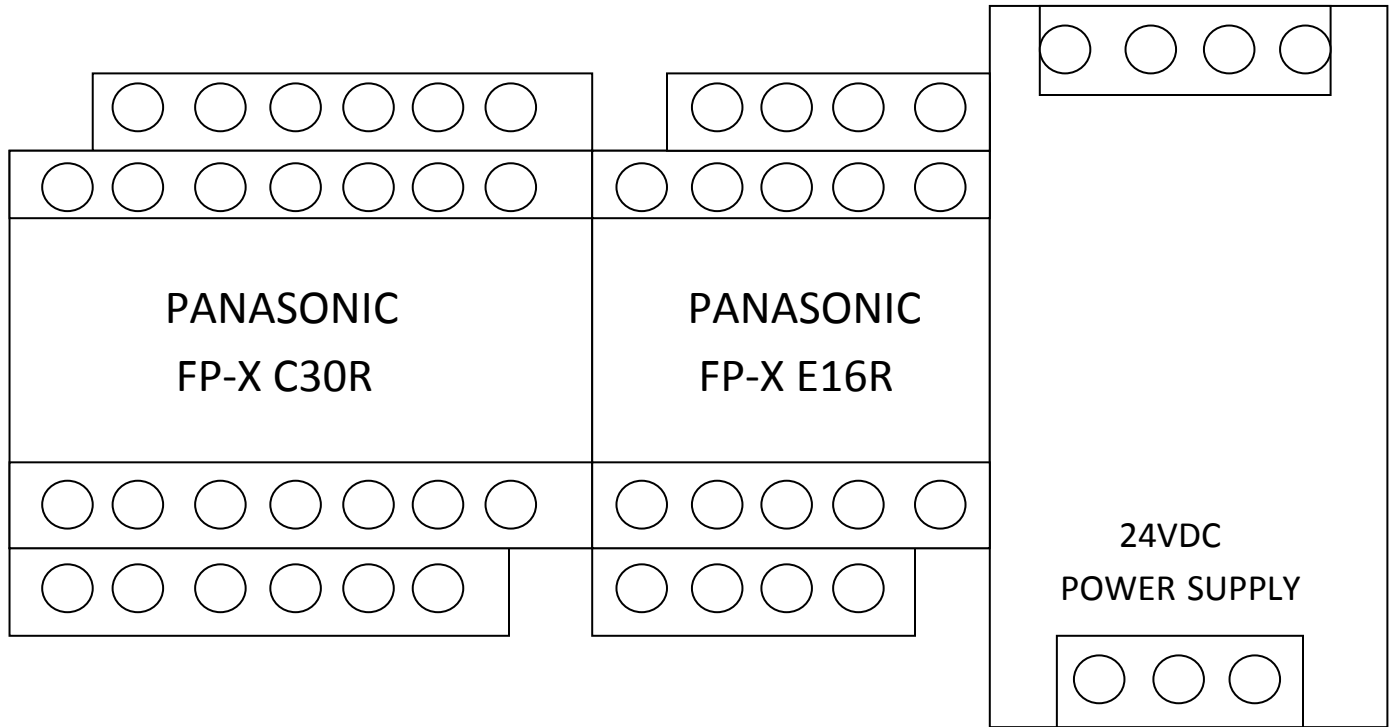 PANASONIC
FP-X C30R
PANASONIC
FP-X E16R
24VDC
POWER SUPPLY